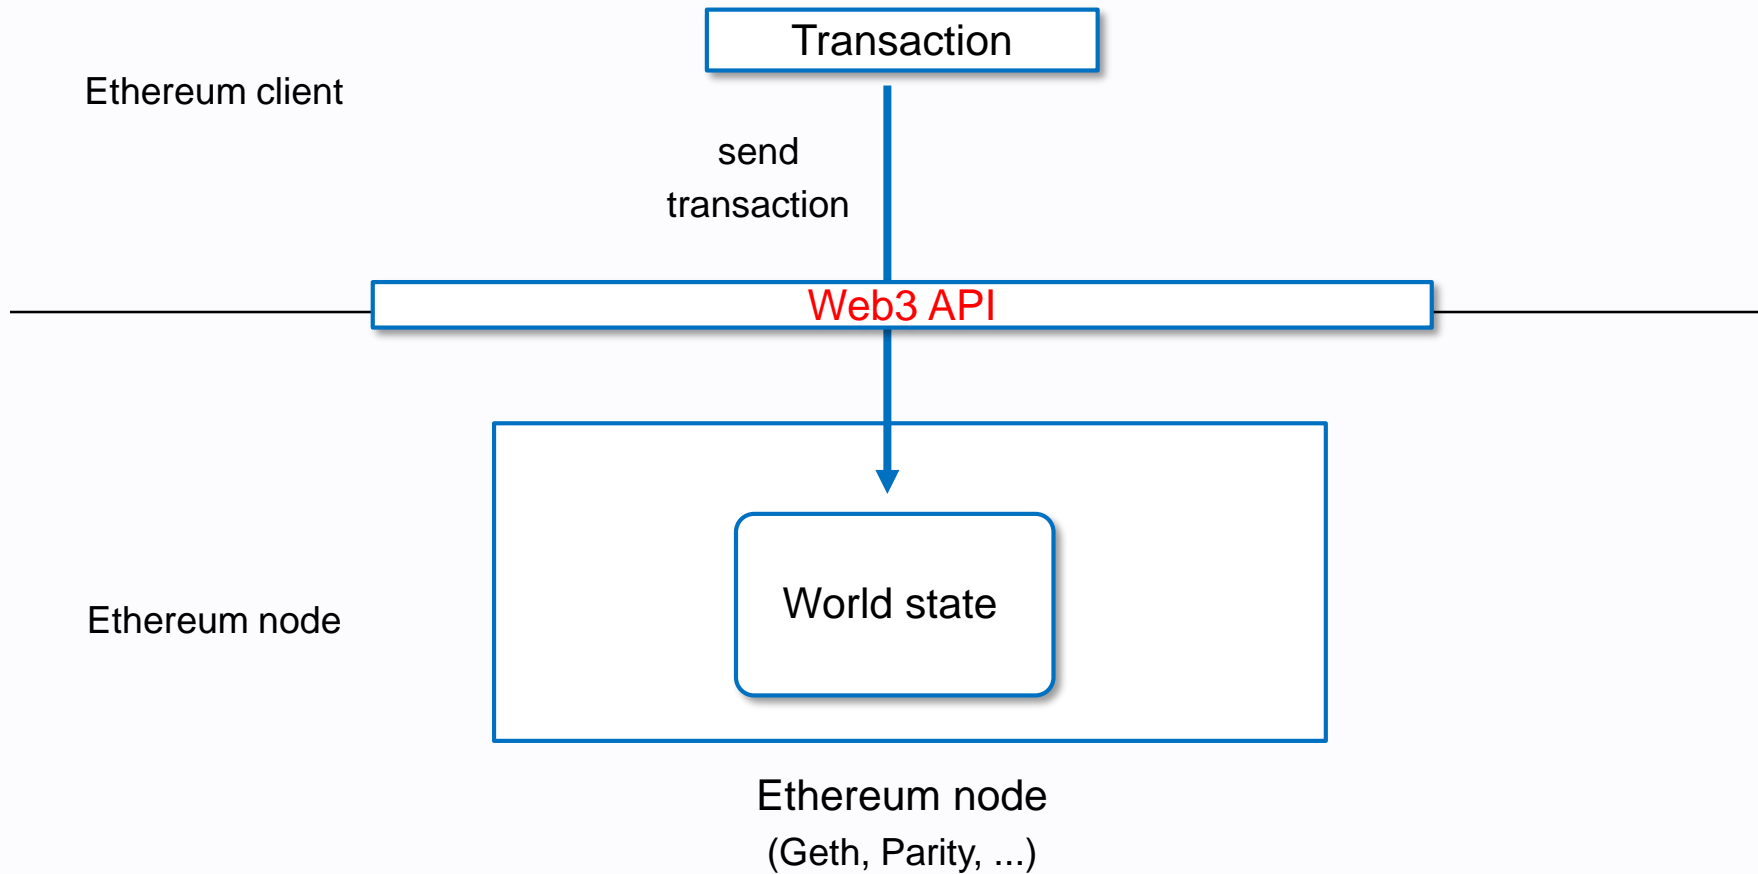 Transaction
Ethereum client
send
transaction
Web3 API
World state
Ethereum node
Ethereum node
(Geth, Parity, ...)